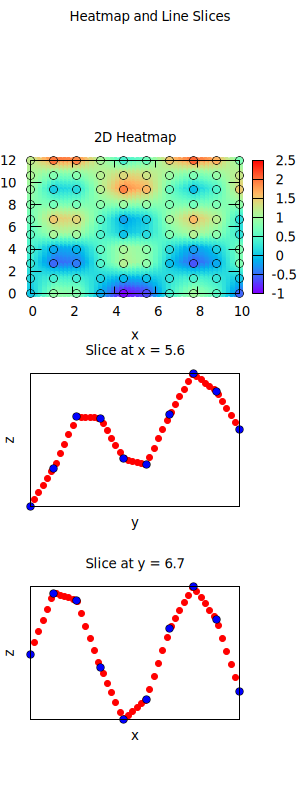 Heatmap and Line Slices
2D Heatmap
12
10
8
6
4
2
0
0 2 4 6 8 10
2.5
2
1.5
1
0.5
0
-0.5
-1
x
Slice at x = 5.6
z
y
Slice at y = 6.7
z
x